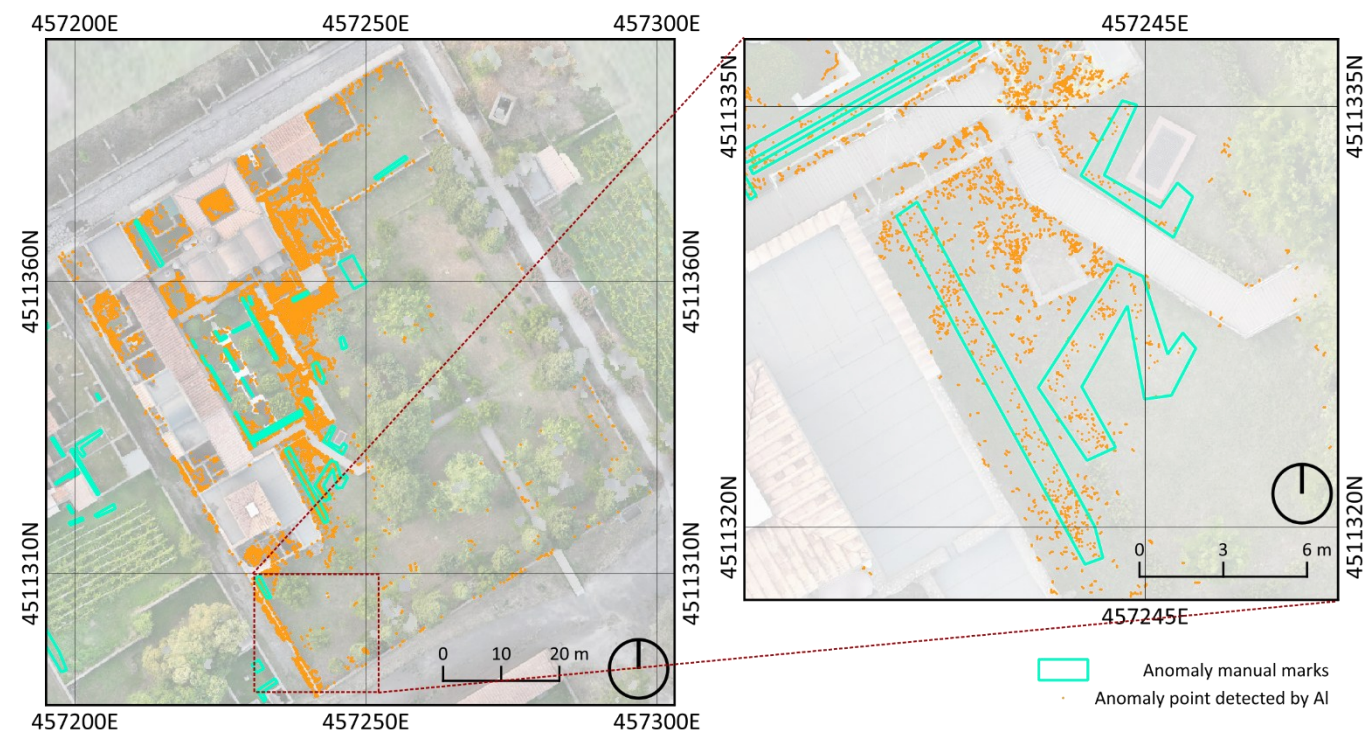 457200E 457250E 457300E
457245E
4511360N
4511310N
4511360N
4511310N
4511335N
4511320N
4511335N
4511320N
0 10 20 m
0 3 6 m
457200E 457250E 457300E
457245E
Anomaly manual marks
Anomaly point detected by AI